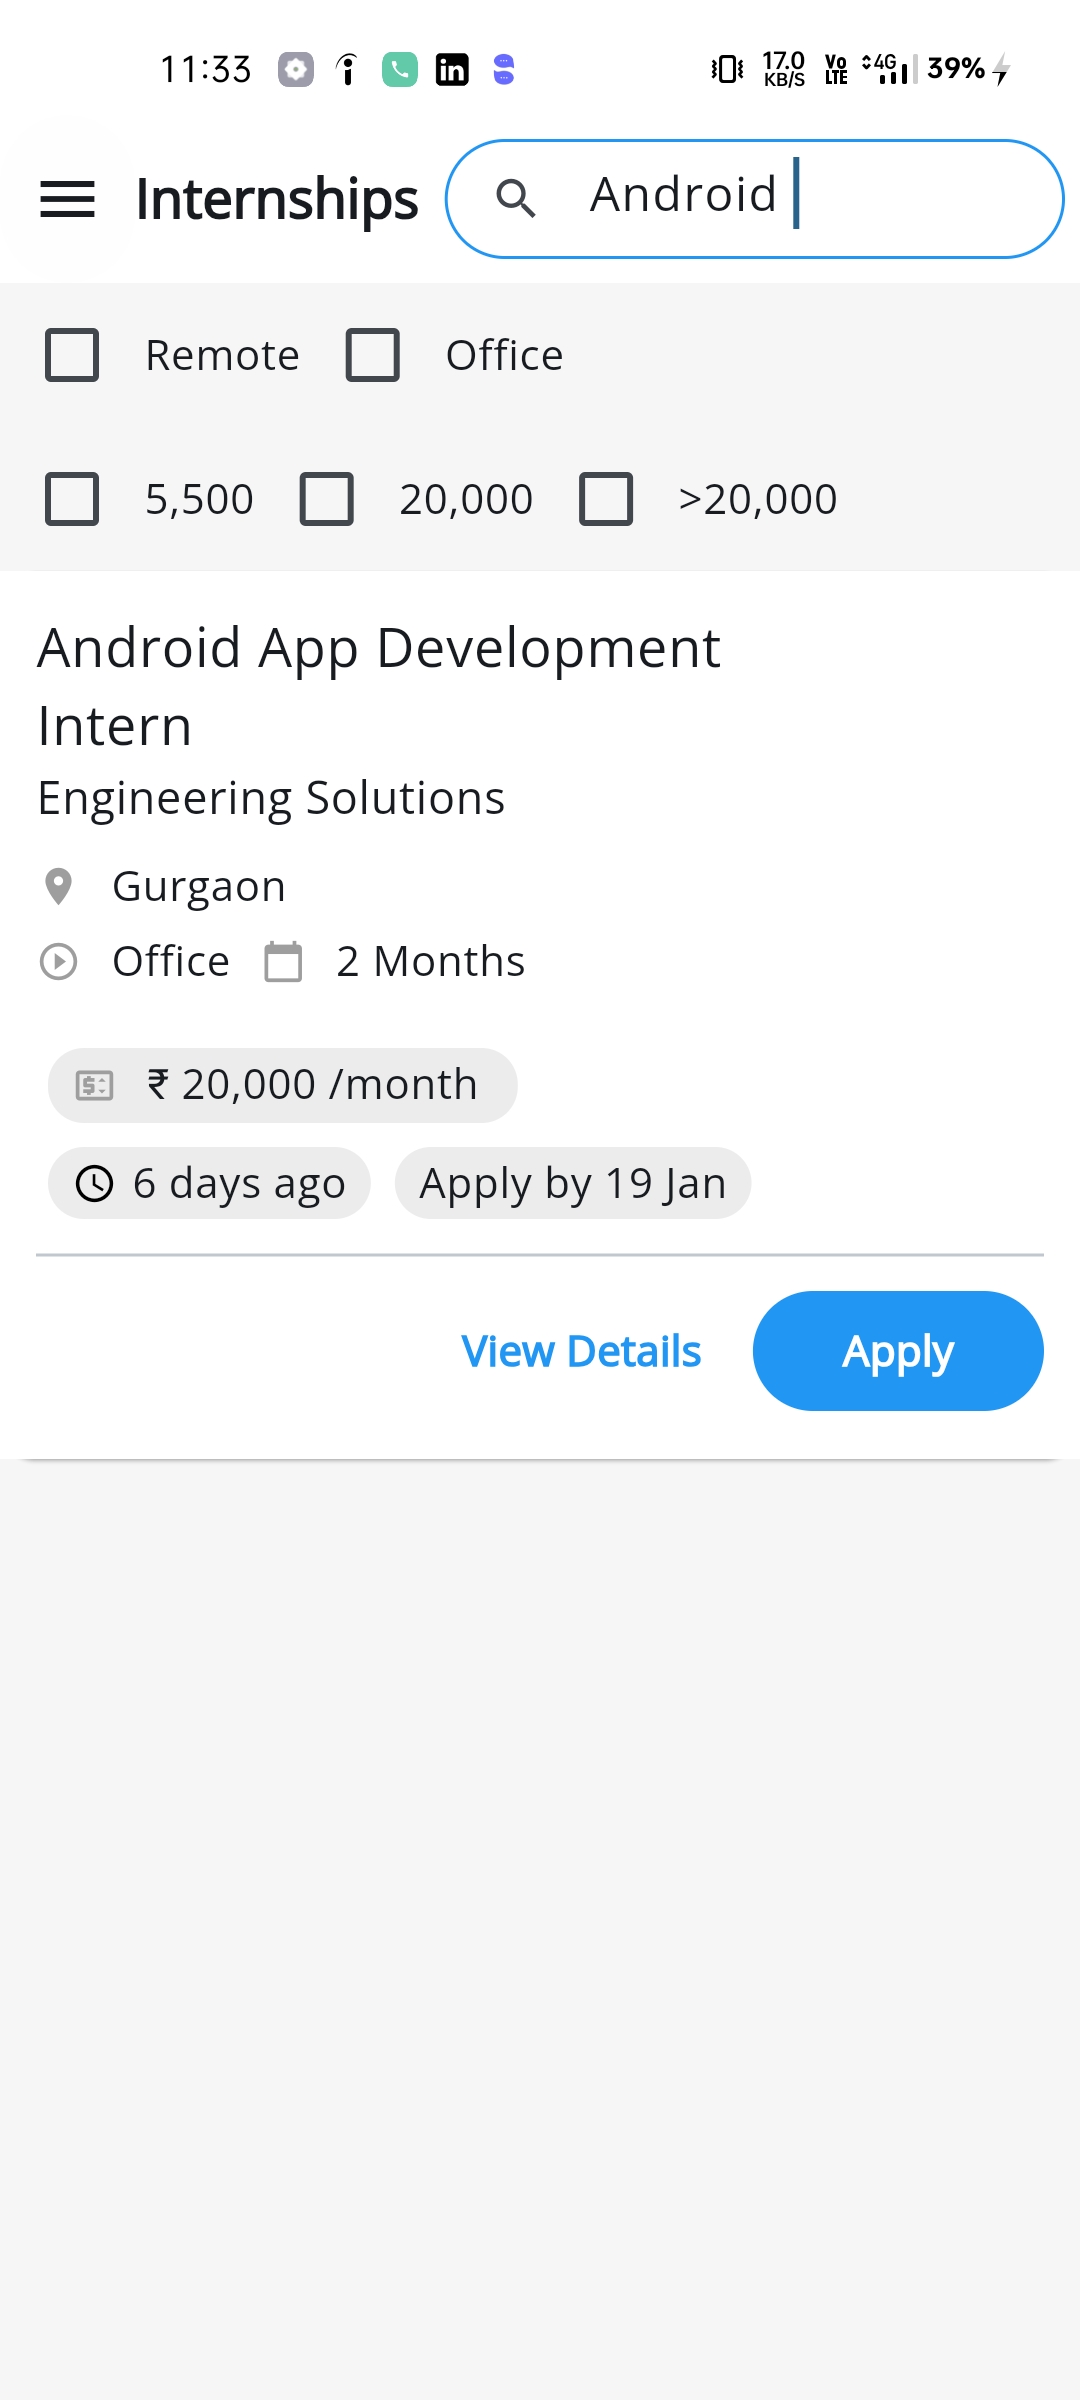 11:33 in 17.0 KB/S Vo LTE 4G 39%
Internships Android
Remote Office
5,500 20,000 >20,000
Android App Development
Intern
Engineering Solutions
Gurgaon
Office 2 Months
₹ 20,000 /month
6 days ago Apply by 19 Jan
View Details Apply